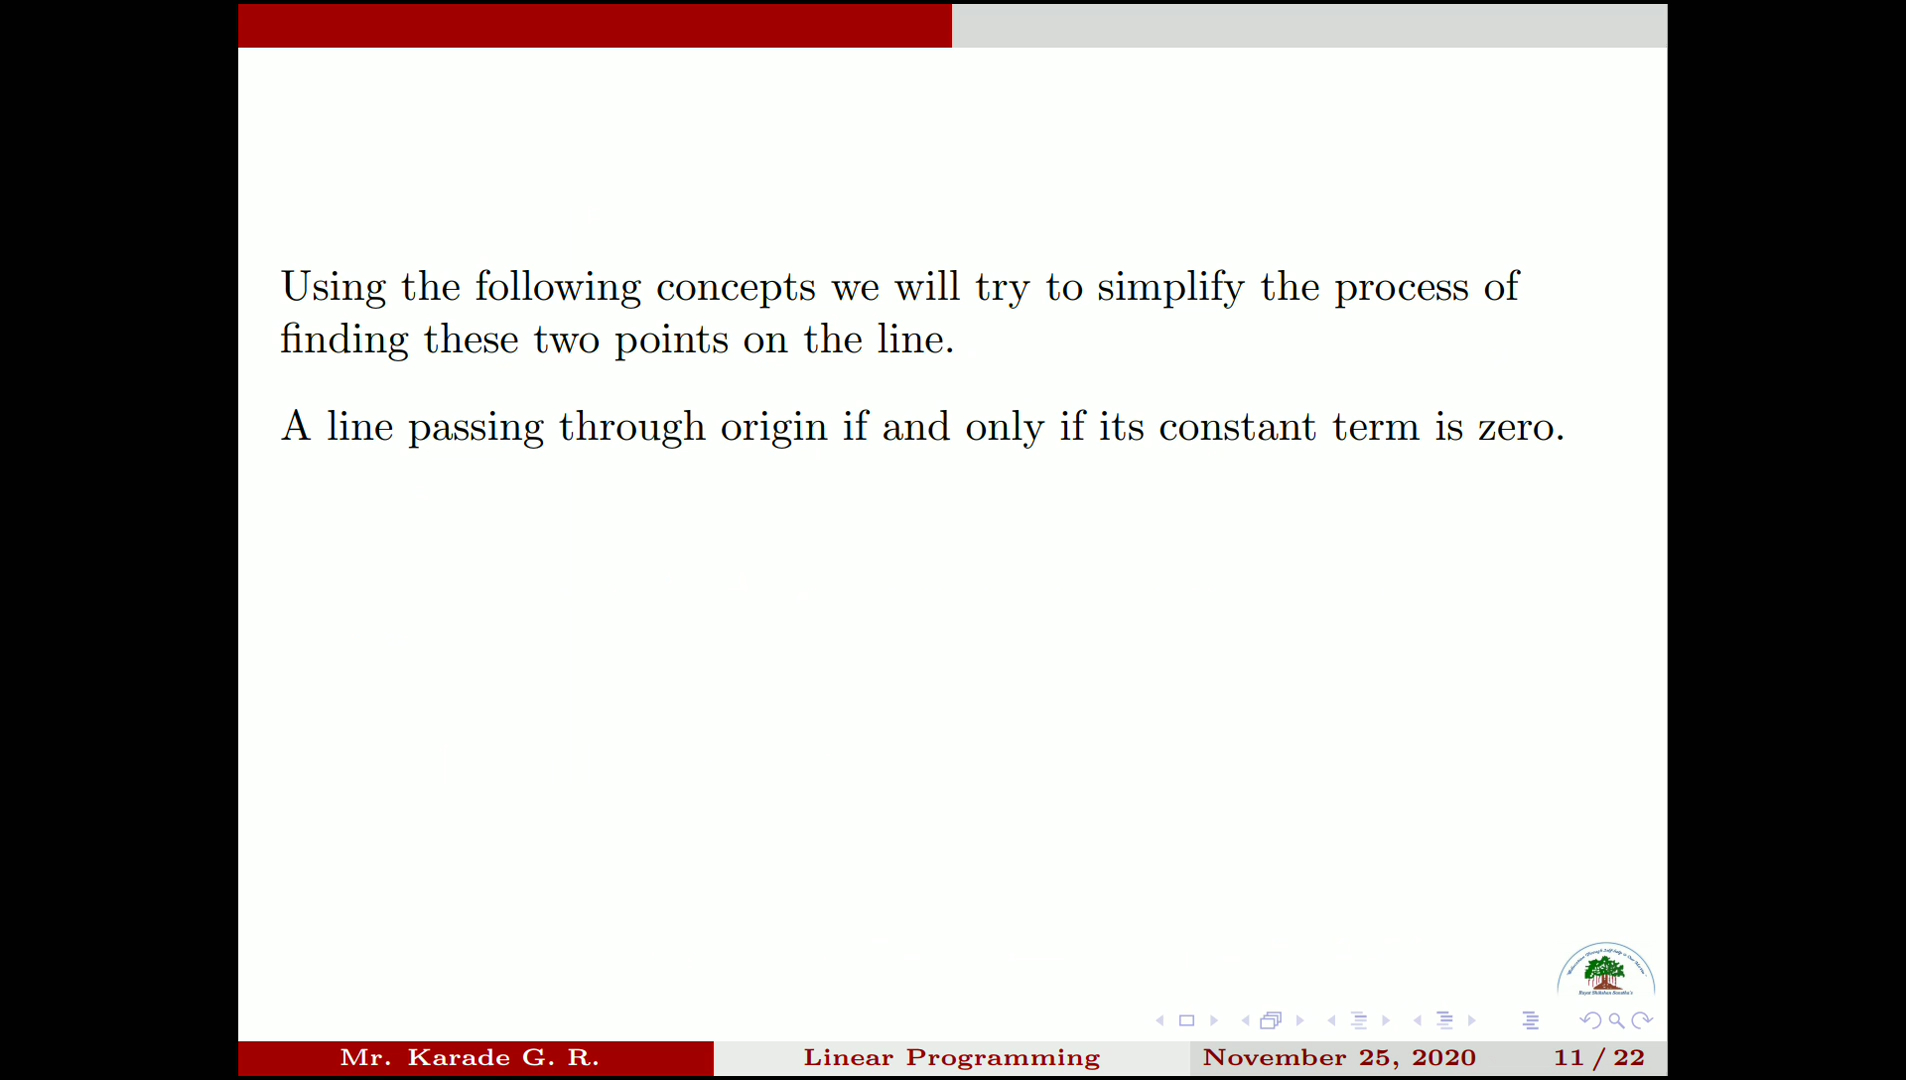 Using the following concepts we will try to simplify the process of
finding these two points on the line.
A line passing through origin if and only if its constant term is zero.
Mr. Karade G. R.
Linear Programming
November 25, 2020
11 / 22